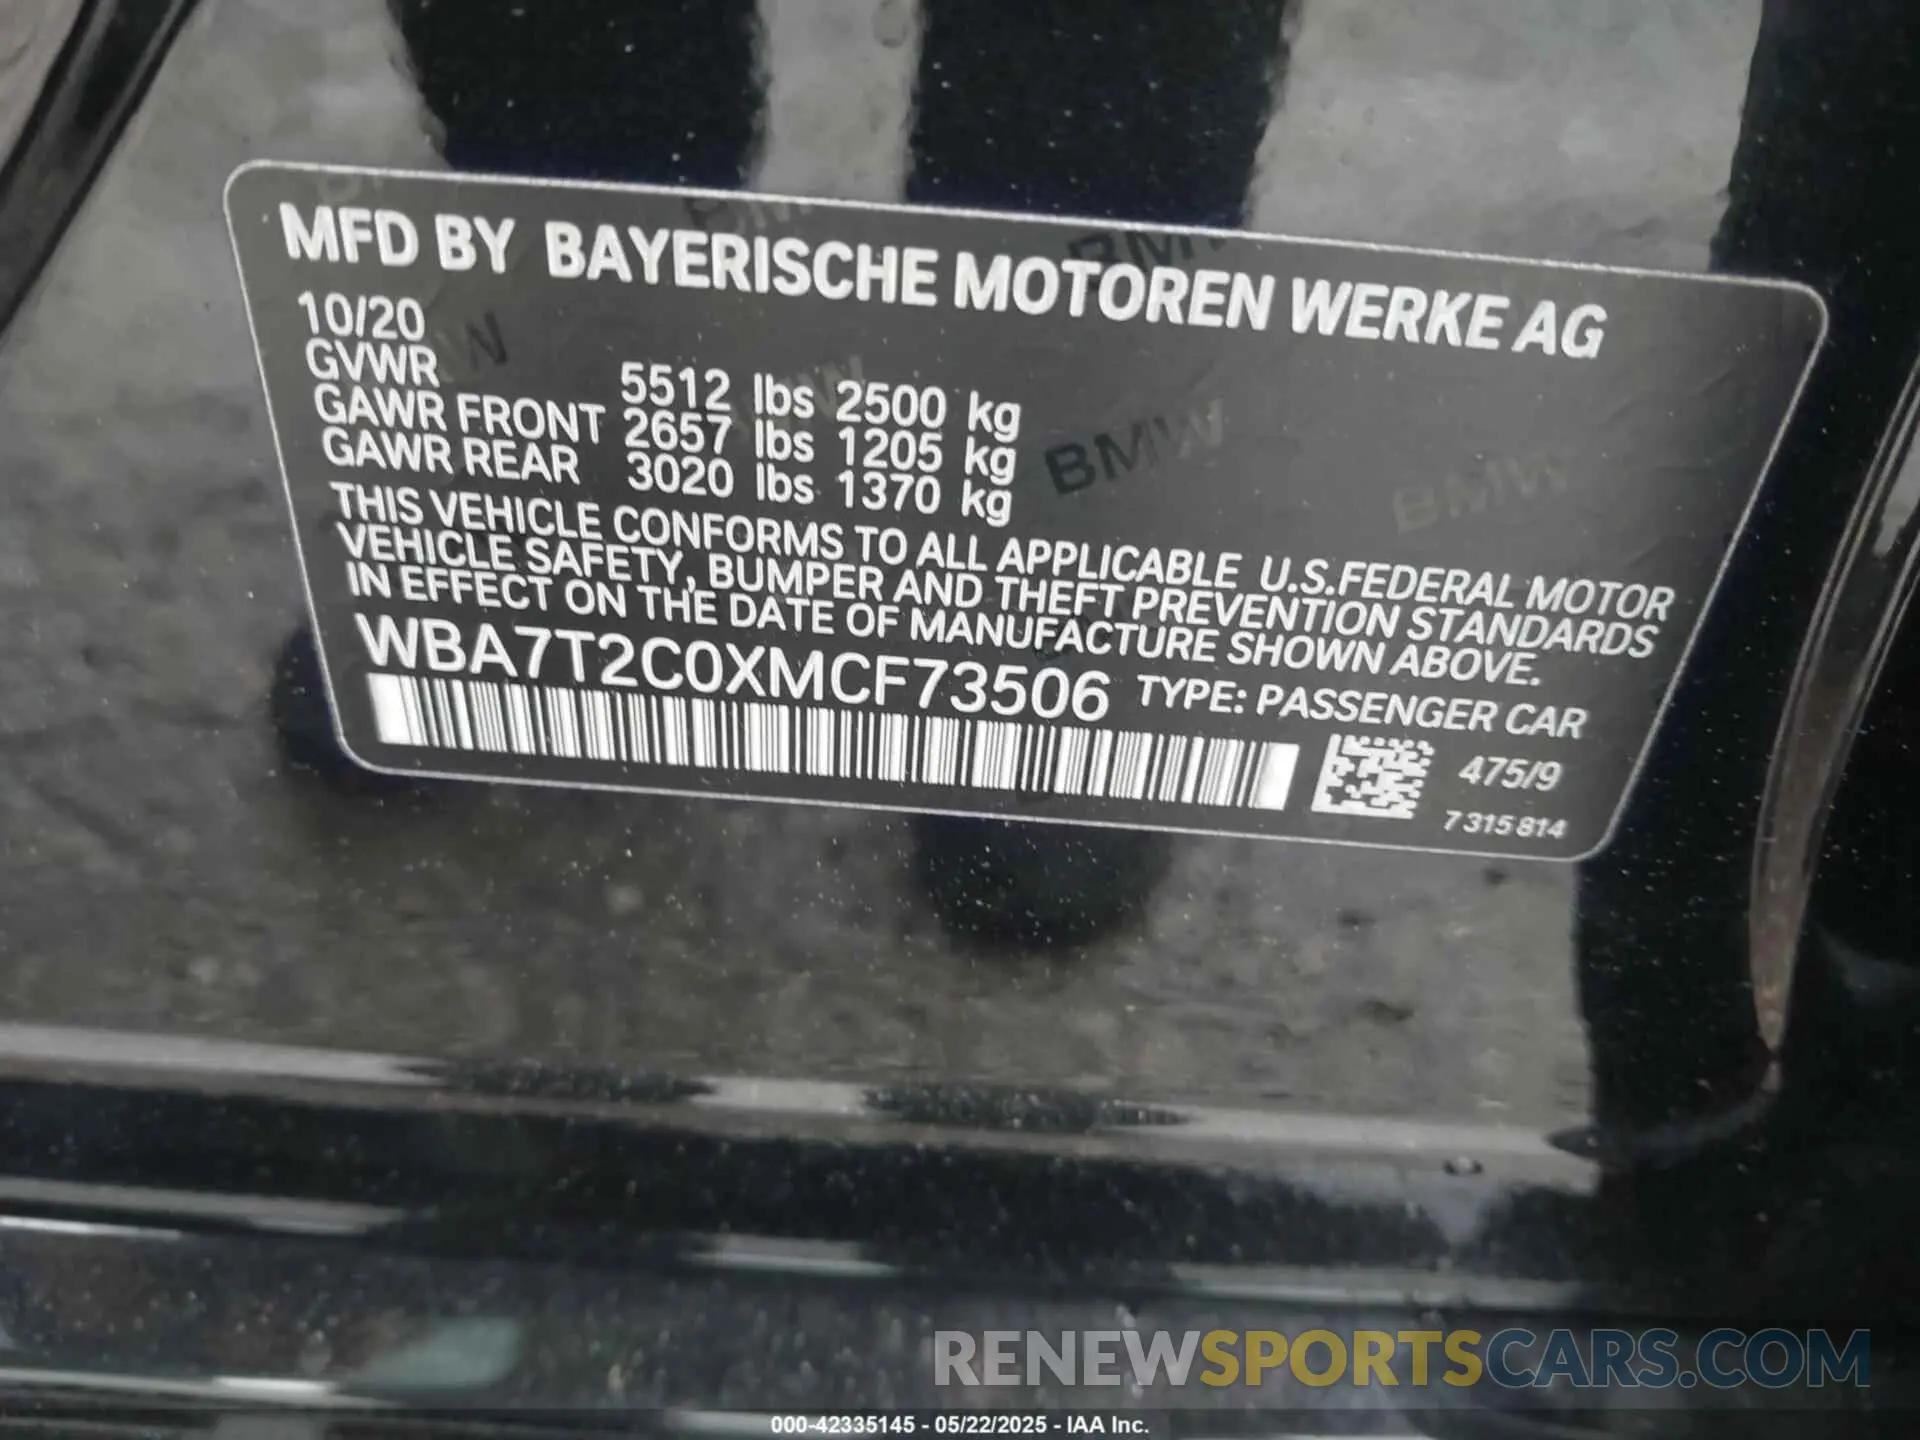 MFD BY BAYERISCHE MOTOREN WERKE AG
10/20
GVWR 5512 lbs 2500 kg
GAWR FRONT 2657 lbs 1205 kg
GAWR REAR 3020 lbs 1370 kg
THIS VEHICLE CONFORMS TO ALL APPLICABLE U.S.FEDERAL MOTOR
VEHICLE SAFETY, BUMPER AND THEFT PREVENTION STANDARDS
IN EFFECT ON THE DATE OF MANUFACTURE SHOWN ABOVE.
WBA7T2C0XMCF73506 TYPE: PASSENGER CAR
475/9
7 315 814
BMW
BMW
RENEWSPORTSCARS.COM
000-42335145 - 05/22/2025 - IAA Inc.